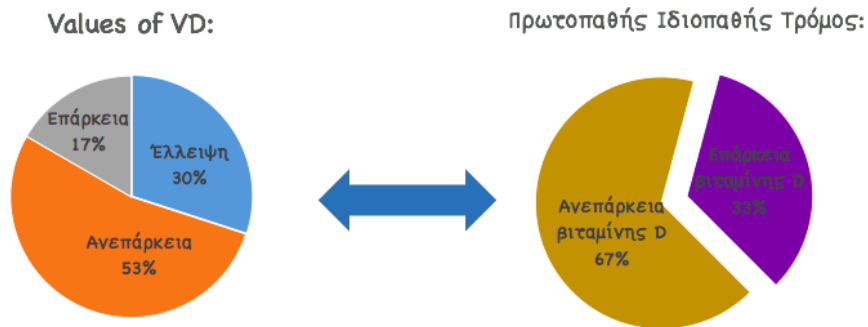 Values of VD:
Πρωτοπαθής Ιδιοπαθής Τρόμος:
Επάρκεια
17%
Έλλειψη
30%
Ανεπάρκεια
53%
Ανεπάρκεια
βιταμίνης D
67%
Επάρκεια
βιταμίνης D
33%